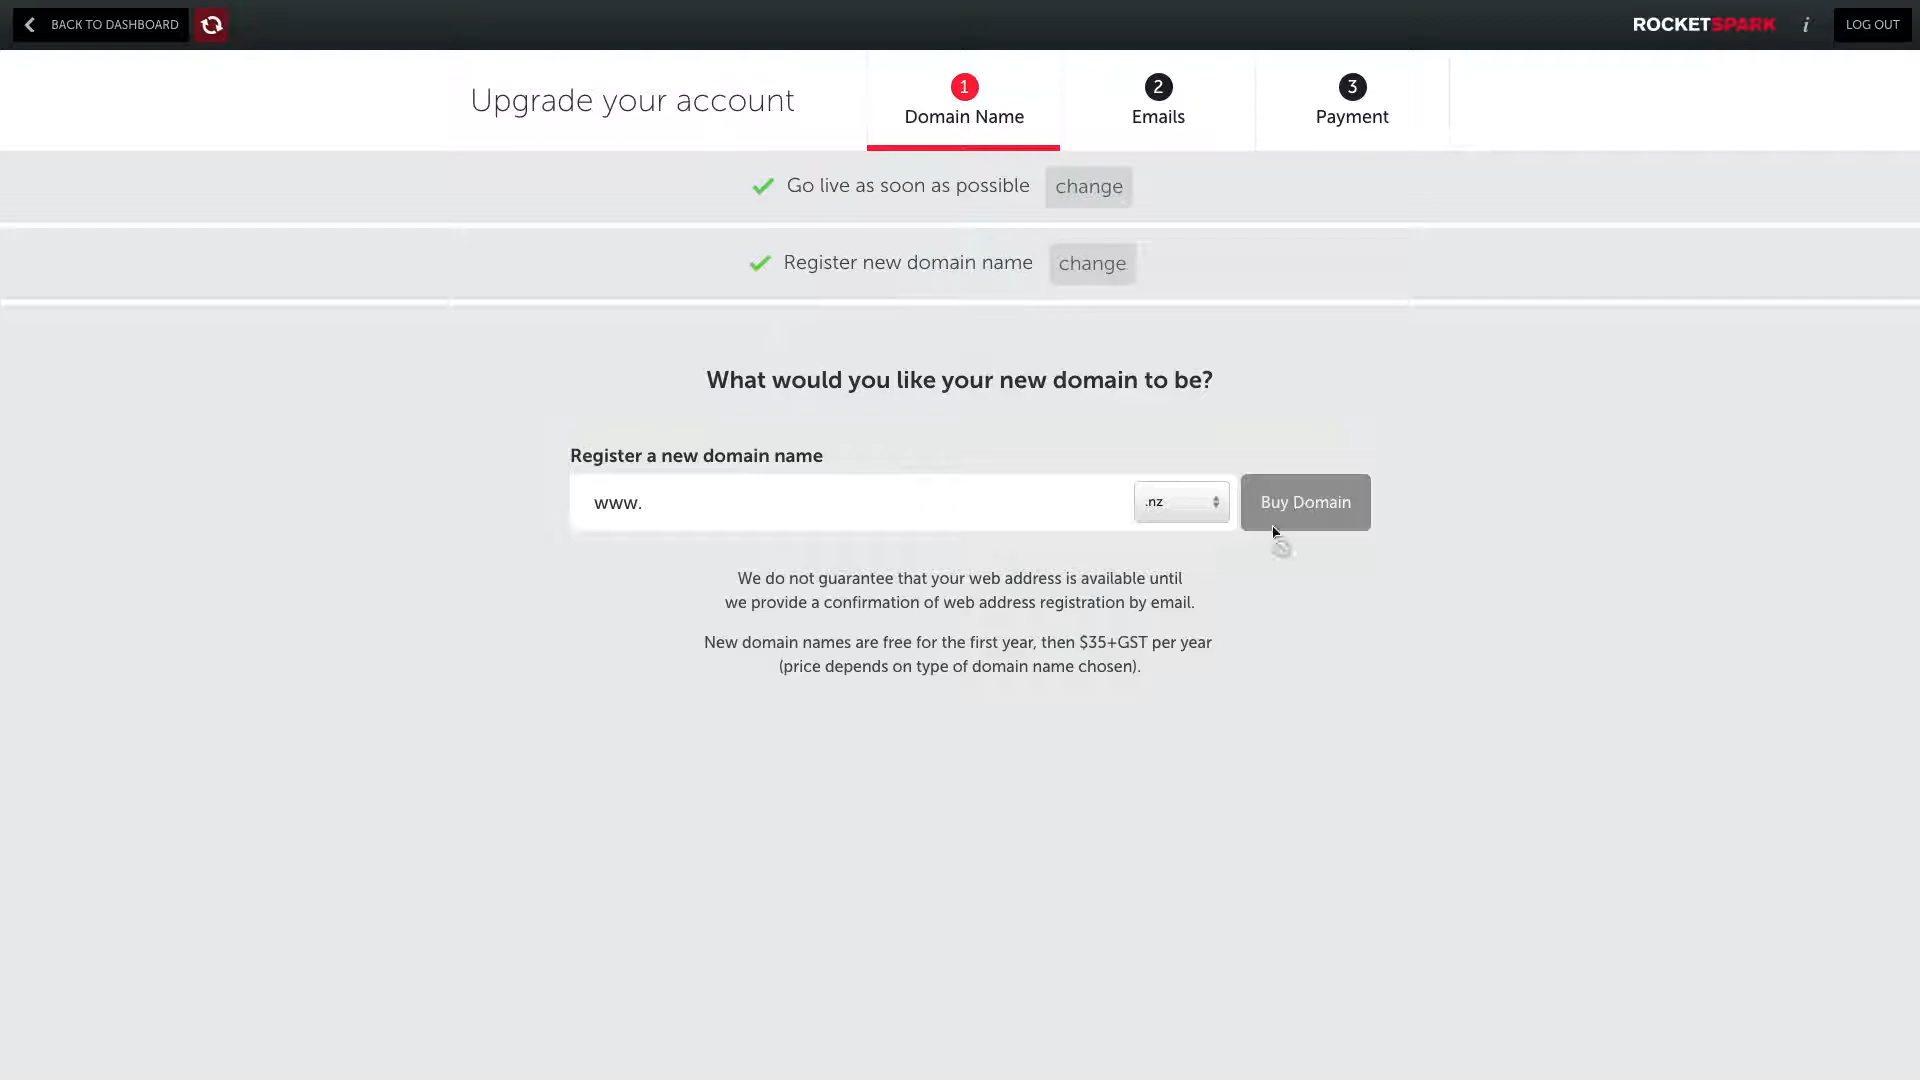 BACK TO DASHBOARD
ROCKETSPARK
i
LOG OUT
Upgrade your account
1
Domain Name
2
Emails
3
Payment
Go live as soon as possible
change
Register new domain name
change
What would you like your new domain to be?
Register a new domain name
www.
.nz
Buy Domain
We do not guarantee that your web address is available until
we provide a confirmation of web address registration by email.
New domain names are free for the first year, then $35+GST per year
(price depends on type of domain name chosen).